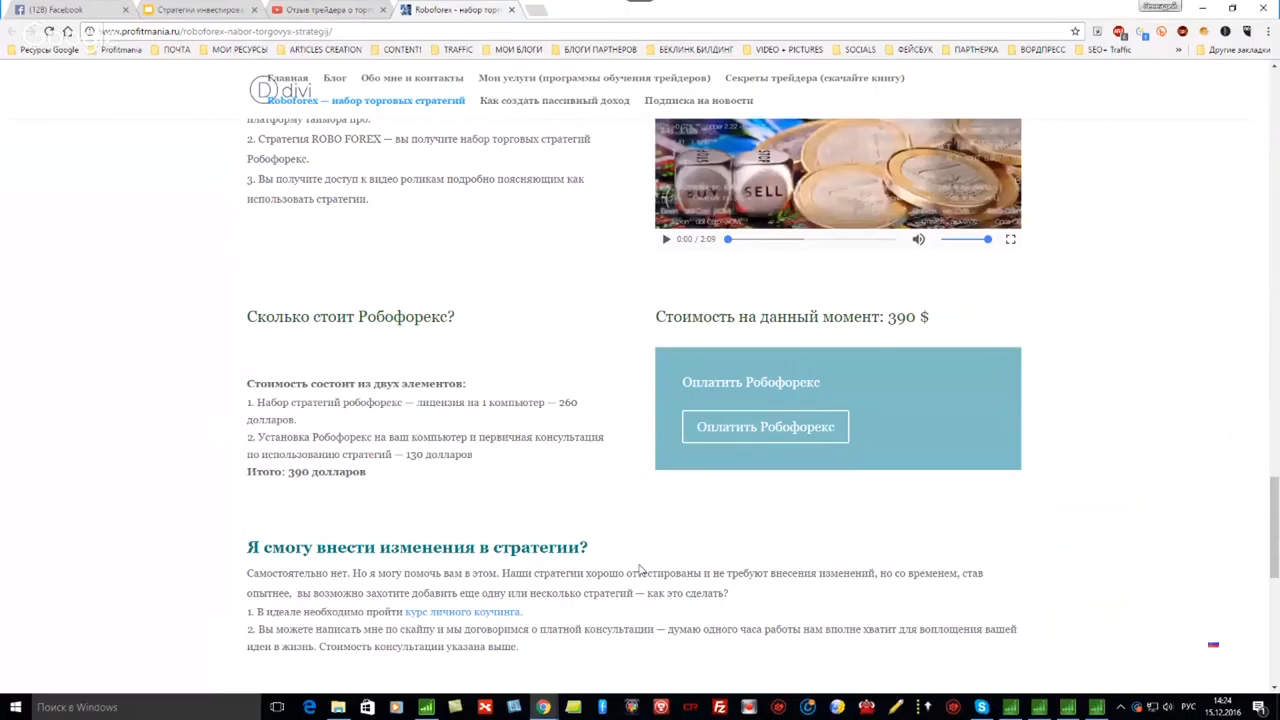 (128) Facebook
Стратегии инвестирова
Отзыв трейдера о торго
Roboforex - набор торго
www.profitmania.ru/roboforex-nabor-torgovyx-strategij/
Ресурсы Google
Profitmania
ПОЧТА
МОИ РЕСУРСЫ
ARTICLES CREATION
CONTENT!
TRAFFIC
МОИ БЛОГИ
БЛОГИ ПАРТНЕРОВ
БЕКЛИНК БИЛДИНГ
VIDEO + PICTURES
SOCIALS
ФЕЙСБУК
ПАРТНЕРКА
ВОРДПРЕСС
SEO+ Traffic
»
Другие закладки
divi
Главная
Блог
Обо мне и контакты
Мои услуги (программы обучения трейдеров)
Секреты трейдера (скачайте книгу)
Roboforex — набор торговых стратегий
Как создать пассивный доход
Подписка на новости
платформу Таймора про.
2. Стратегия ROBO FOREX — вы получите набор торговых стратегий
Робофорекс.
3. Вы получите доступ к видео роликам подробно поясняющим как
использовать стратегии.
BUY
SELL
0:00 / 2:09
Сколько стоит Робофорекс?
Стоимость на данный момент: 390 $
Стоимость состоит из двух элементов:
1. Набор стратегий робофорекс — лицензия на 1 компьютер — 260
долларов.
2. Установка Робофорекс на ваш компьютер и первичная консультация
по использованию стратегий — 130 долларов
Итого: 390 долларов
Оплатить Робофорекс
Оплатить Робофорекс
Я смогу внести изменения в стратегии?
Самостоятельно нет. Но я могу помочь вам в этом. Наши стратегии хорошо оттестированы и не требуют внесения изменений, но со временем, став
опытнее, вы возможно захотите добавить еще одну или несколько стратегий — как это сделать?
1. В идеале необходимо пройти курс личного коучинга.
2. Вы можете написать мне по скайпу и мы договоримся о платной консультации — думаю одного часа работы нам вполне хватит для воплощения вашей
идеи в жизнь. Стоимость консультации указана выше.
Поиск в Windows
РУС
14:24
15.12.2016